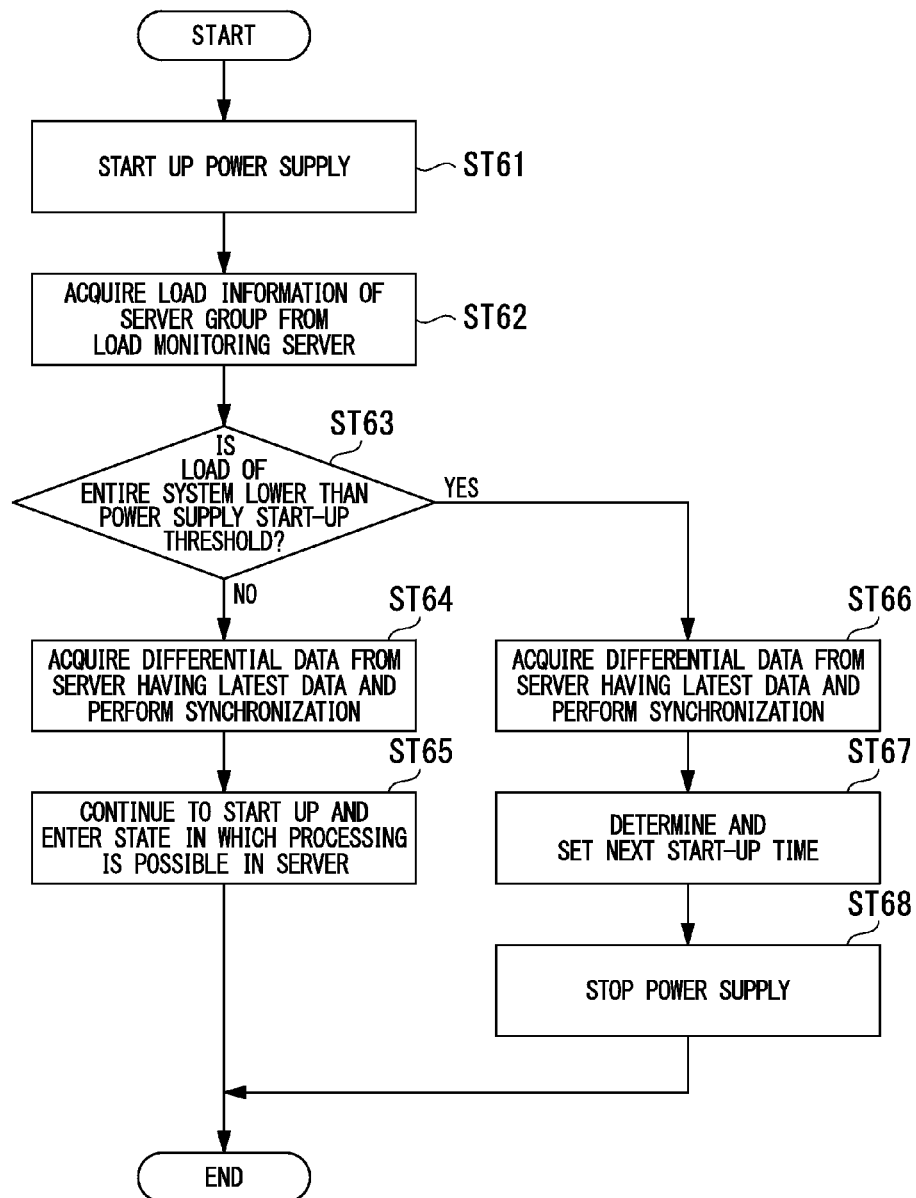 START
START UP POWER SUPPLY
ST61
ACQUIRE LOAD INFORMATION OF
SERVER GROUP FROM
LOAD MONITORING SERVER
ST62
ST63
IS
LOAD OF
ENTIRE SYSTEM LOWER THAN
POWER SUPPLY START-UP
THRESHOLD?
YES
NO
ST64
ACQUIRE DIFFERENTIAL DATA FROM
SERVER HAVING LATEST DATA AND
PERFORM SYNCHRONIZATION
ST65
CONTINUE TO START UP AND
ENTER STATE IN WHICH PROCESSING
IS POSSIBLE IN SERVER
ST66
ACQUIRE DIFFERENTIAL DATA FROM
SERVER HAVING LATEST DATA AND
PERFORM SYNCHRONIZATION
ST67
DETERMINE AND
SET NEXT START-UP TIME
ST68
STOP POWER SUPPLY
END